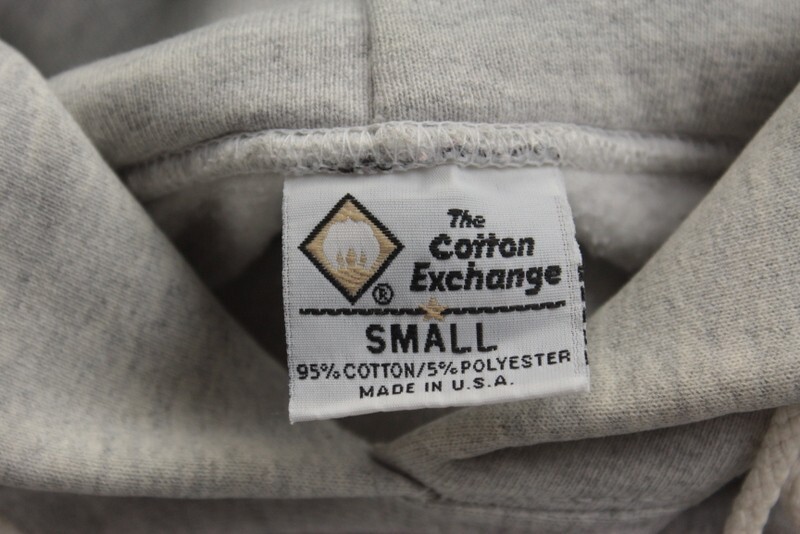 The
Cotton
Exchange
®
SMALL
95% COTTON/5% POLYESTER
MADE IN U.S.A.